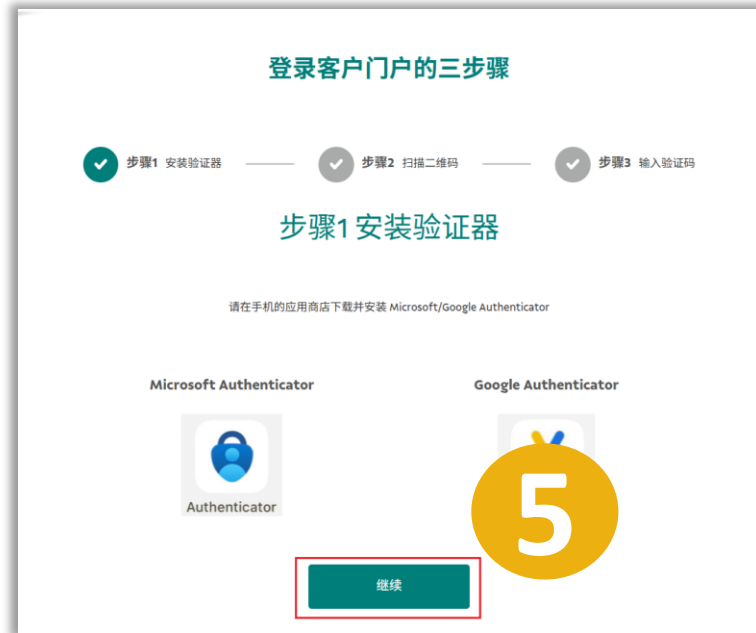 登录客户门户的三步骤
步骤1 安装验证器
步骤2 扫描二维码
步骤3 输入验证码
步骤1 安装验证器
请在手机的应用商店下载并安装 Microsoft/Google Authenticator
Microsoft Authenticator
Google Authenticator
Authenticator
5
继续